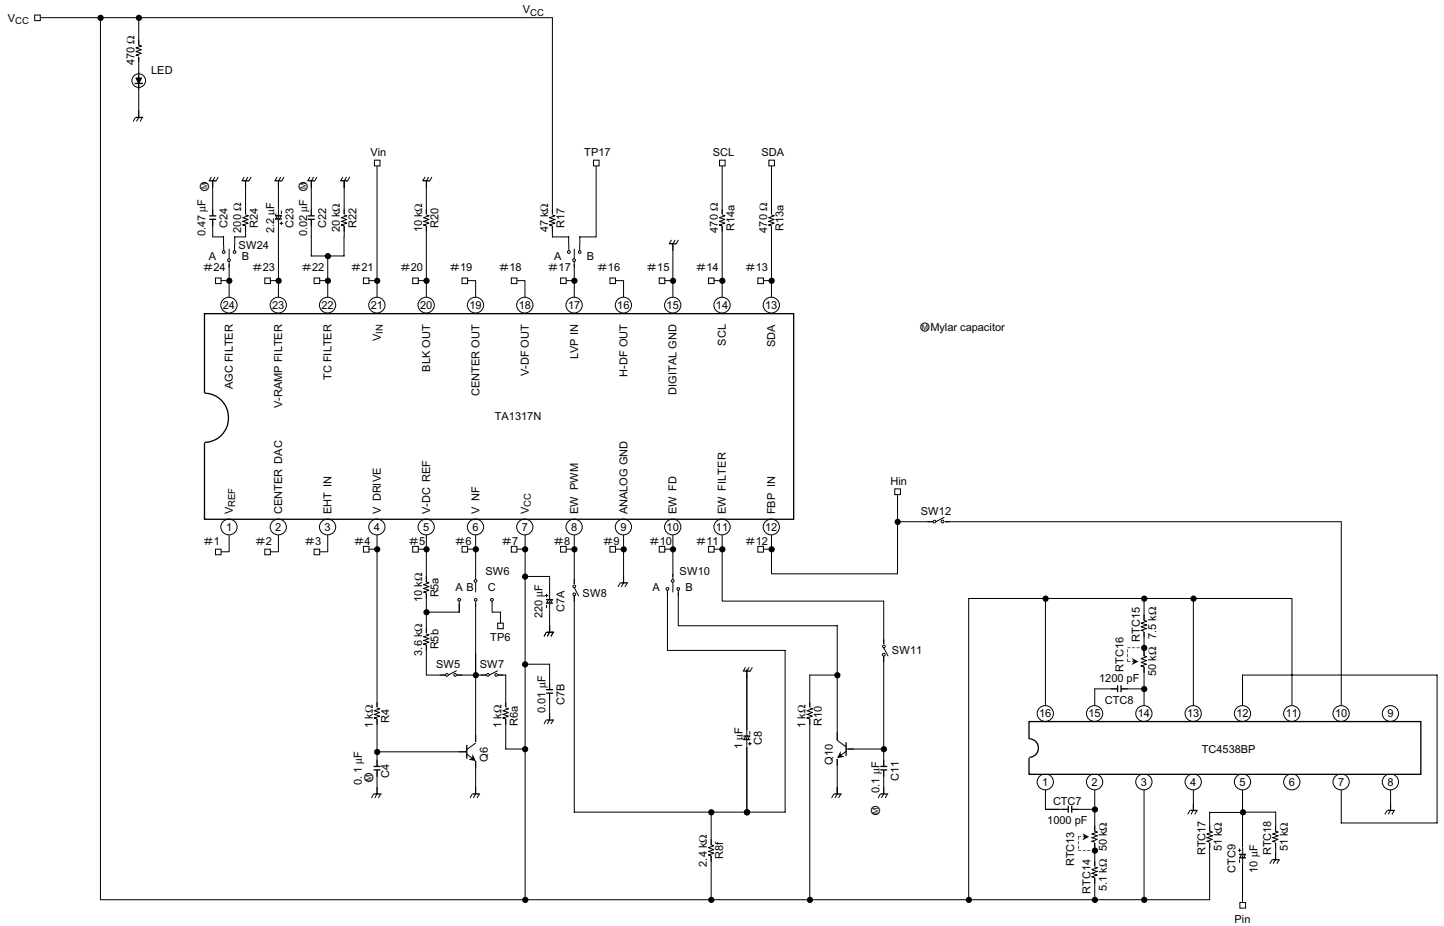 VCC
VCC
470 Ω
LED
Vin
TP17
SCL
SDA
Ⓜ
0.47 µF
C24
200 Ω
R24
2.2 µF
C23
Ⓜ
0.02 µF
C22
20 kΩ
R22
10 kΩ
R20
47 kΩ
R17
470 Ω
R14a
470 Ω
R13a
A
SW24
B
A
B
#24
#23
#22
#21
#20
#19
#18
#17
#16
#15
#14
#13
24
23
22
21
20
19
18
17
16
15
14
13
AGC FILTER
V-RAMP FILTER
TC FILTER
VIN
BLK OUT
CENTER OUT
V-DF OUT
LVP IN
H-DF OUT
DIGITAL GND
SCL
SDA
ⓂMylar capacitor
TA1317N
VREF
CENTER DAC
EHT IN
V DRIVE
V-DC REF
V NF
VCC
EW PWM
ANALOG GND
EW FD
EW FILTER
FBP IN
1
2
3
4
5
6
7
8
9
10
11
12
#1
#2
#3
#4
#5
#6
#7
#8
#9
#10
#11
#12
Hin
SW12
10 kΩ
R5a
SW6
A B C
TP6
220 µF
C7A
SW8
SW10
A
B
3.6 kΩ
R5b
SW5
SW7
SW11
0.01 µF
C7B
1 kΩ
R4
1 kΩ
R6a
1 µF
C8
1 kΩ
R10
Q6
Q10
0.1 µF
Ⓜ
C4
0.1 µF
C11
Ⓜ
2.4 kΩ
R8f
RTC15
7.5 kΩ
RTC16
50 kΩ
1200 pF
CTC8
16
15
14
13
12
11
10
9
TC4538BP
1
2
3
4
5
6
7
8
CTC7
1000 pF
RTC13
50 kΩ
RTC14
5.1 kΩ
RTC17
51 kΩ
CTC9
10 µF
RTC18
51 kΩ
Pin